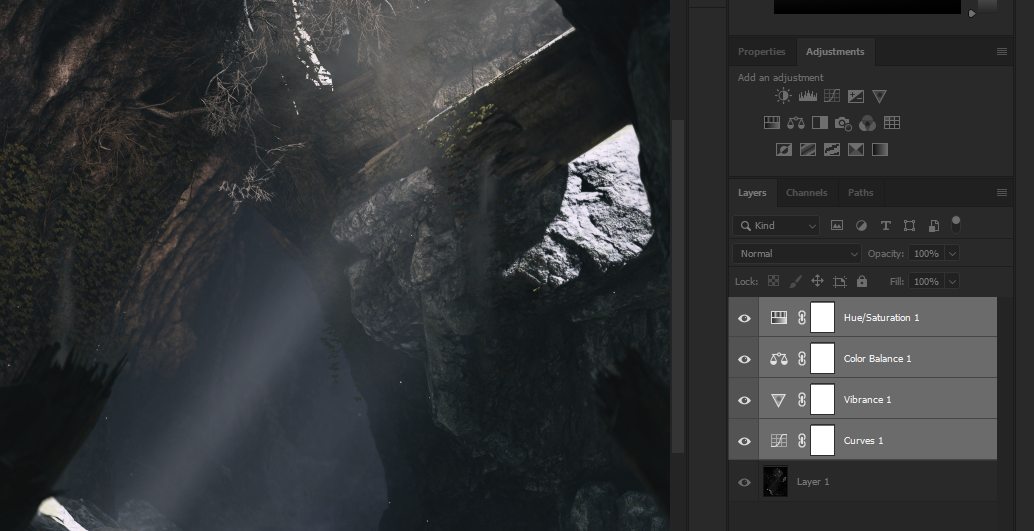 Properties Adjustments
Add an adjustment
Layers Channels Paths
Kind
Normal Opacity: 100%
Lock: Fill: 100%
Hue/Saturation 1
Color Balance 1
Vibrance 1
Curves 1
Layer 1